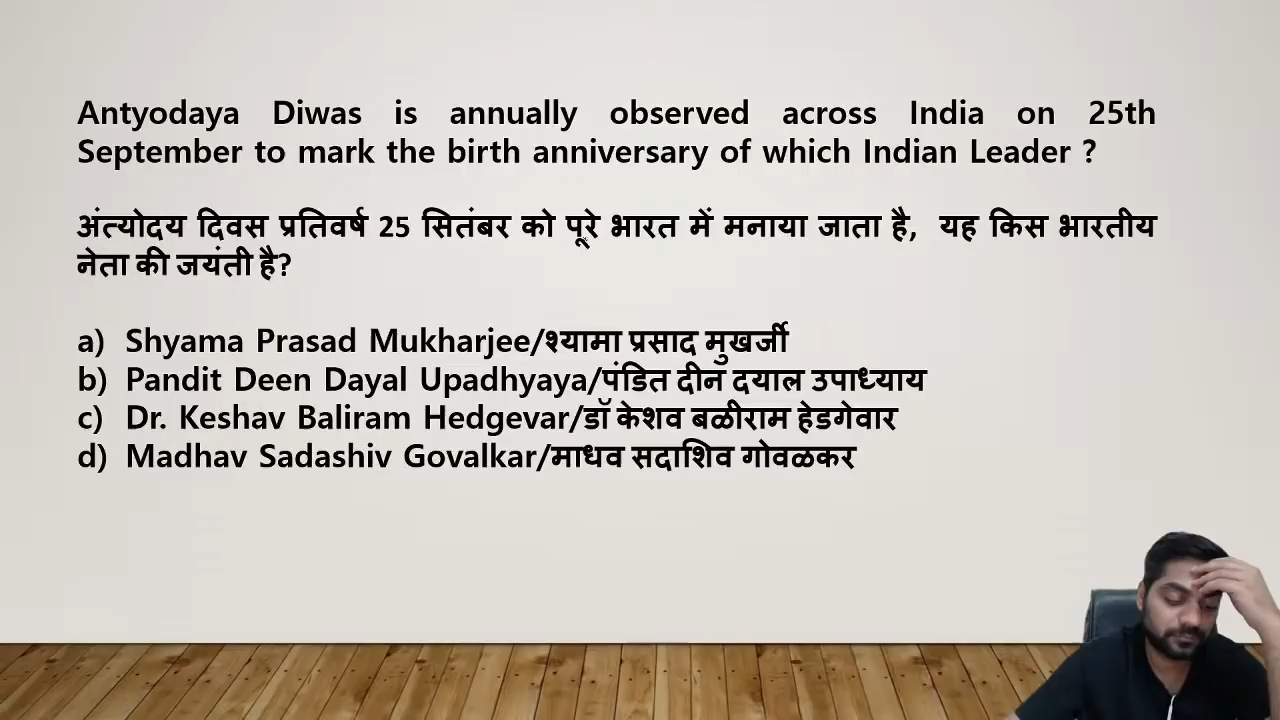 Antyodaya Diwas is annually observed across India on 25th
September to mark the birth anniversary of which Indian Leader ?
अंत्योदय दिवस प्रतिवर्ष 25 सितंबर को पूरे भारत में मनाया जाता है, यह किस भारतीय
नेता की जयंती है?
a) Shyama Prasad Mukharjee/श्यामा प्रसाद मुखर्जी
b) Pandit Deen Dayal Upadhyaya/पंडित दीन दयाल उपाध्याय
c) Dr. Keshav Baliram Hedgevar/डॉ केशव बळीराम हेडगेवार
d) Madhav Sadashiv Govalkar/माधव सदाशिव गोवळकर